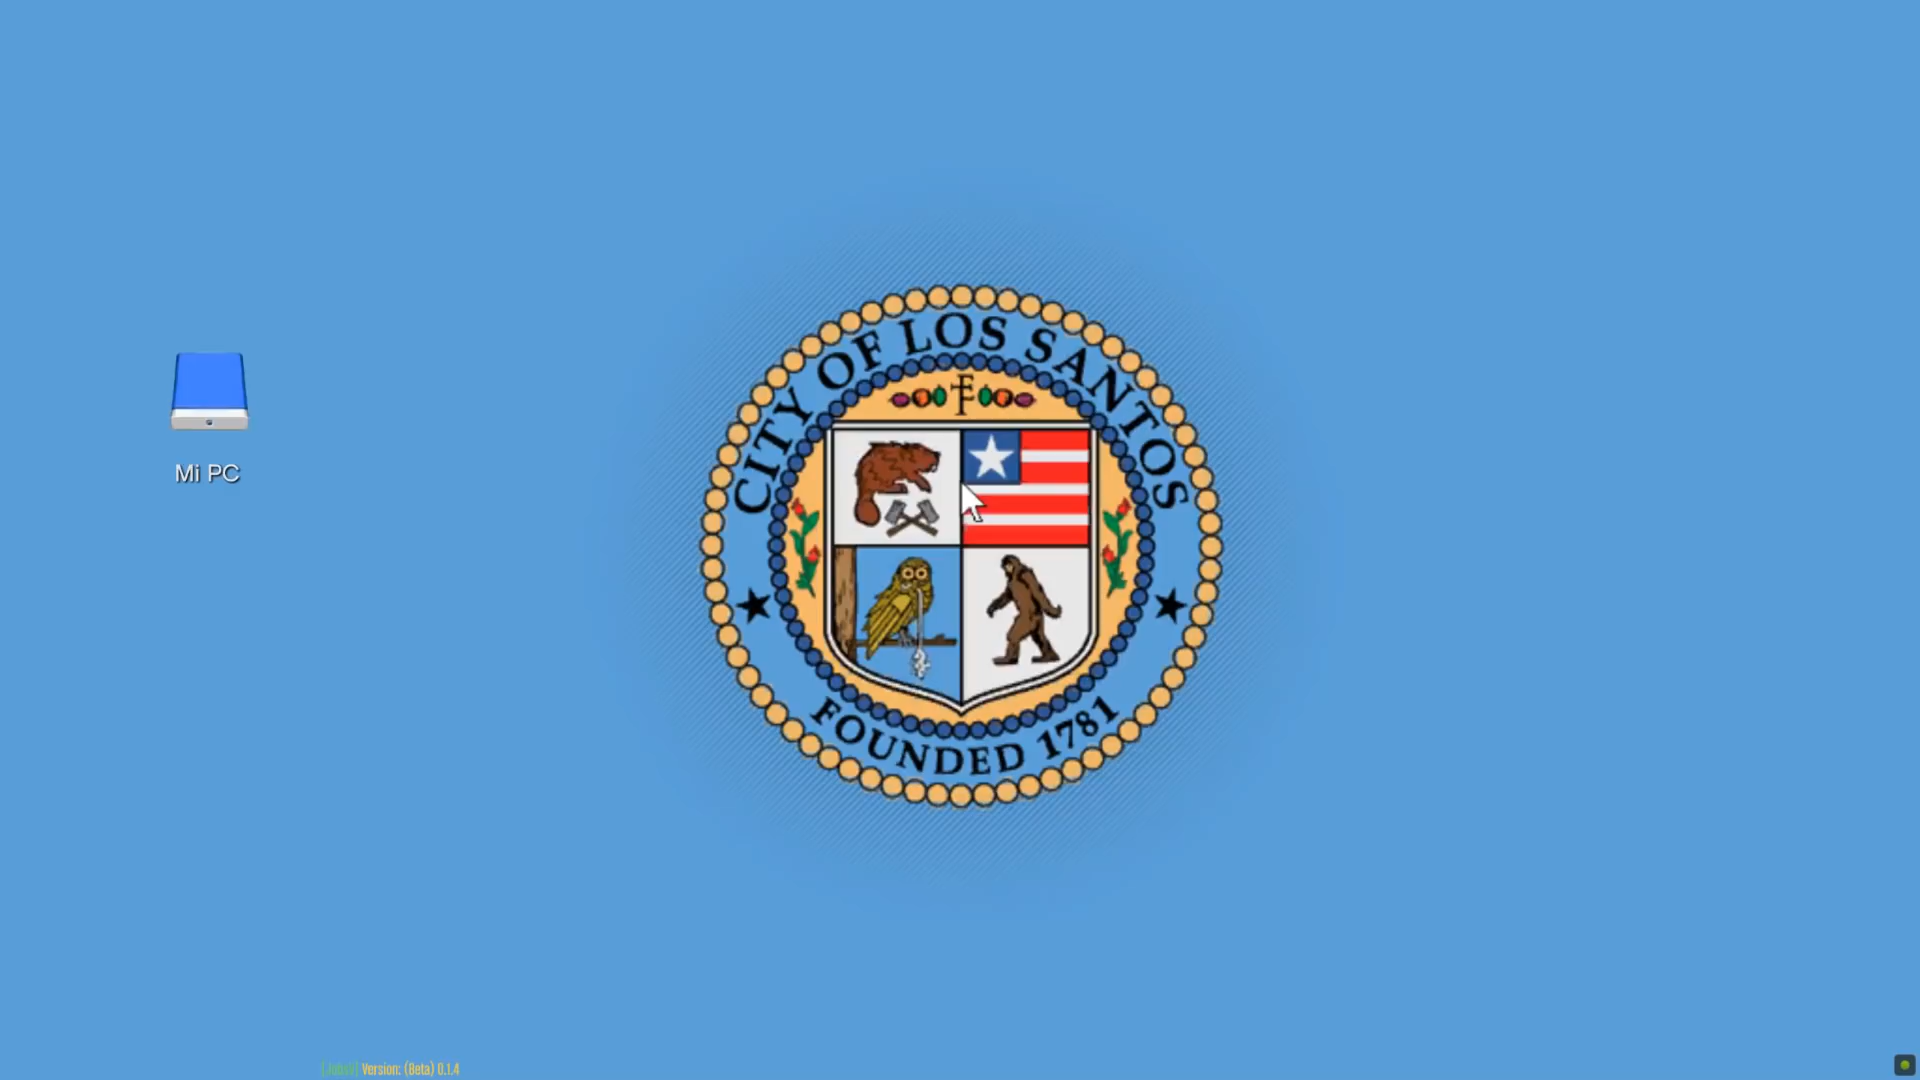 CITY OF LOS SANTOS
Mi PC
FOUNDED 1781
Version: (Beta) 0.1.4